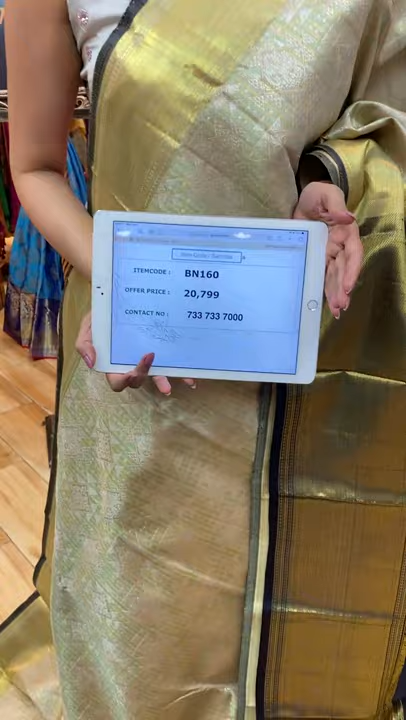 ITEMCODE : BN160
OFFER PRICE : 20,799
CONTACT NO : 733 733 7000